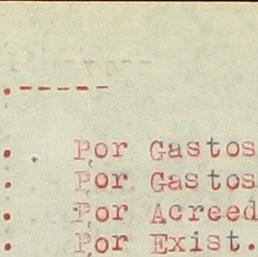 .-----
. Por Gastos
. Por Gastos
. Por Acreed
. Por Exist.